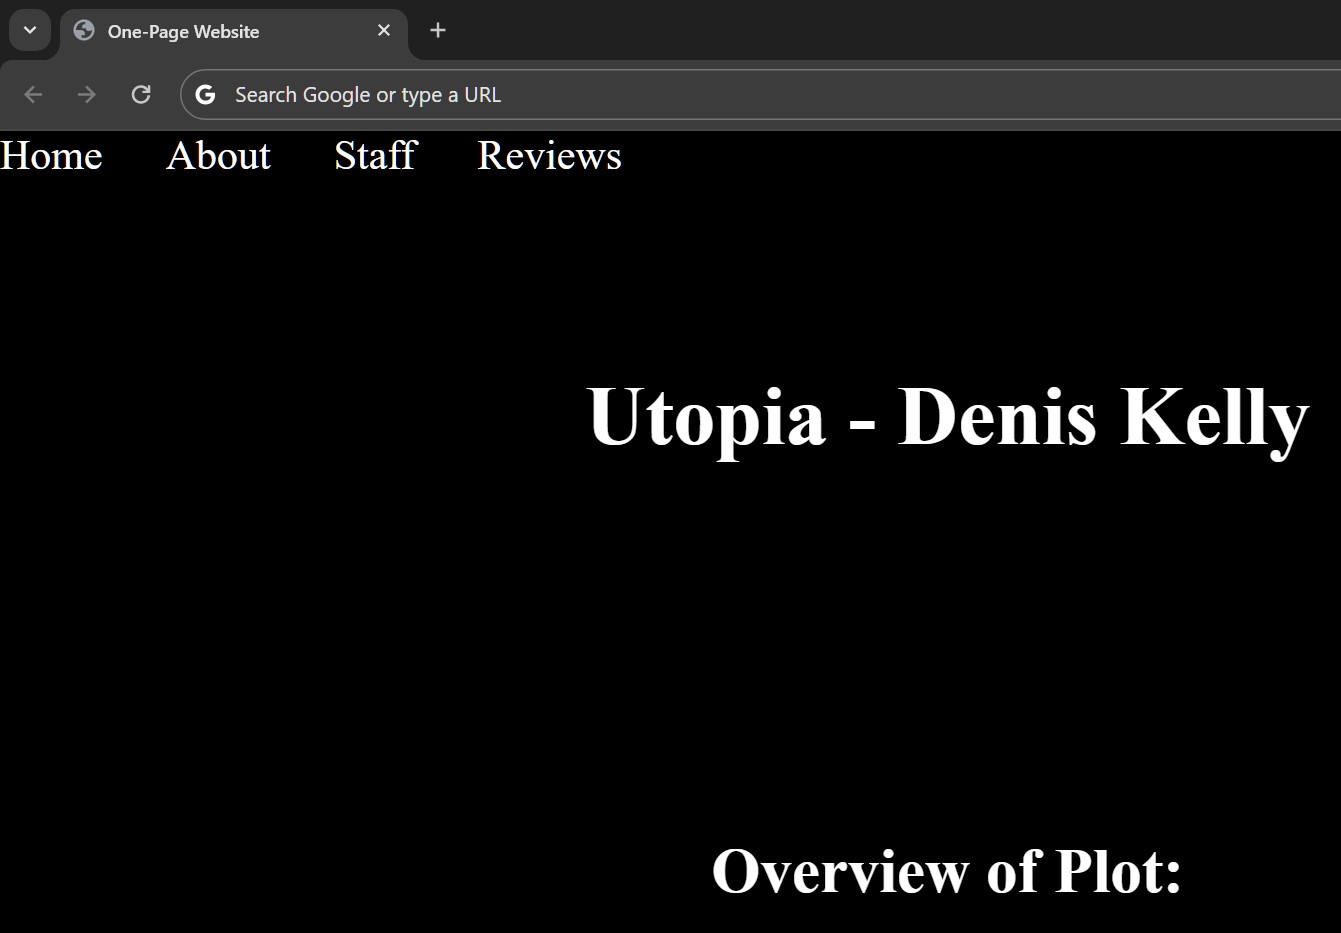 One-Page Website
Search Google or type a URL
Home About Staff Reviews
Utopia - Denis Kelly
Overview of Plot: